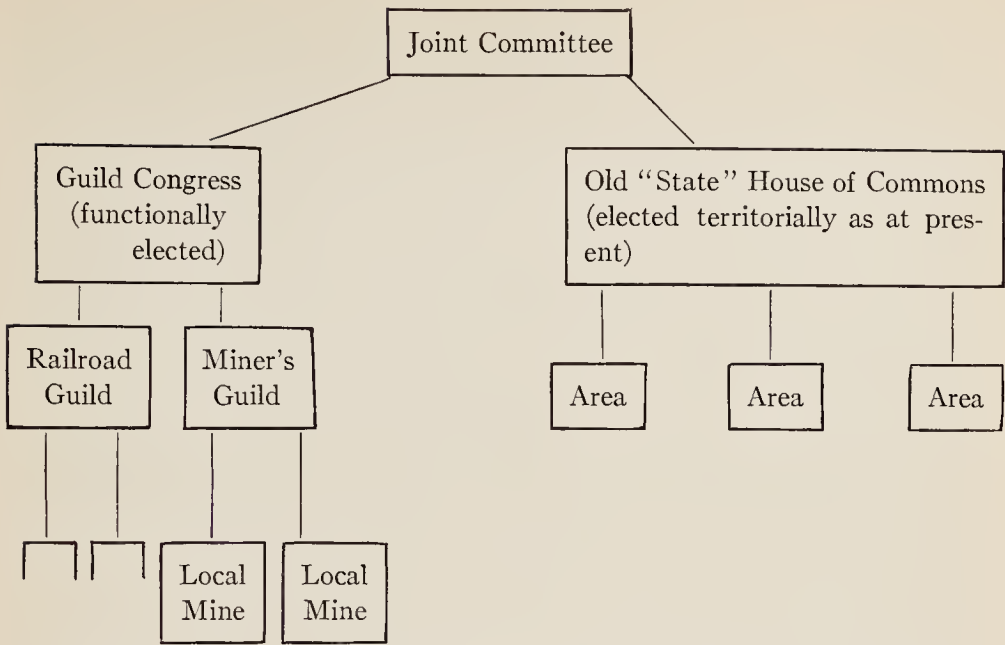 Joint Committee
Guild Congress
(functionally
elected)
Old “State” House of Commons
(elected territorially as at pres-
ent)
Railroad
Guild
Miner's
Guild
Area
Area
Area
Local
Mine
Local
Mine